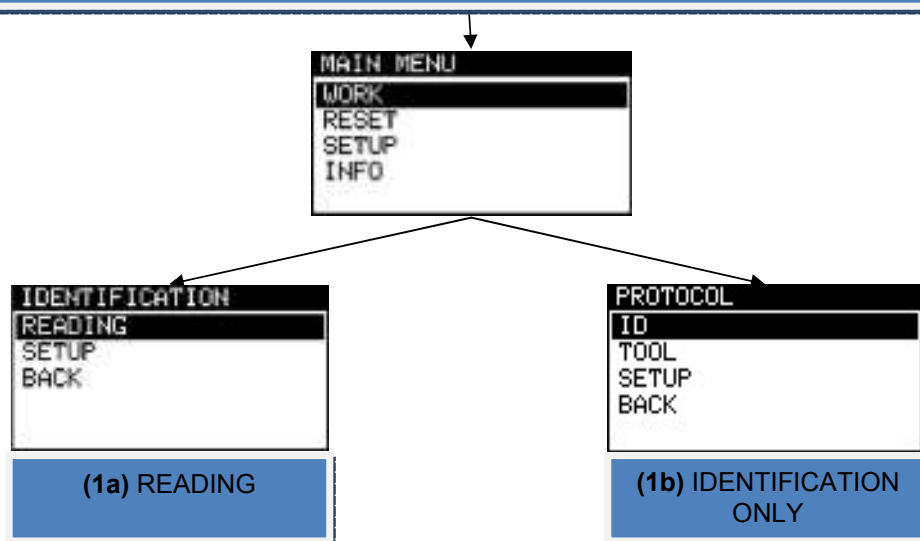 MAIN MENU
WORK
RESET
SETUP
INFO
IDENTIFICATION
READING
SETUP
BACK
PROTOCOL
ID
TOOL
SETUP
BACK
(1a) READING
(1b) IDENTIFICATION
ONLY